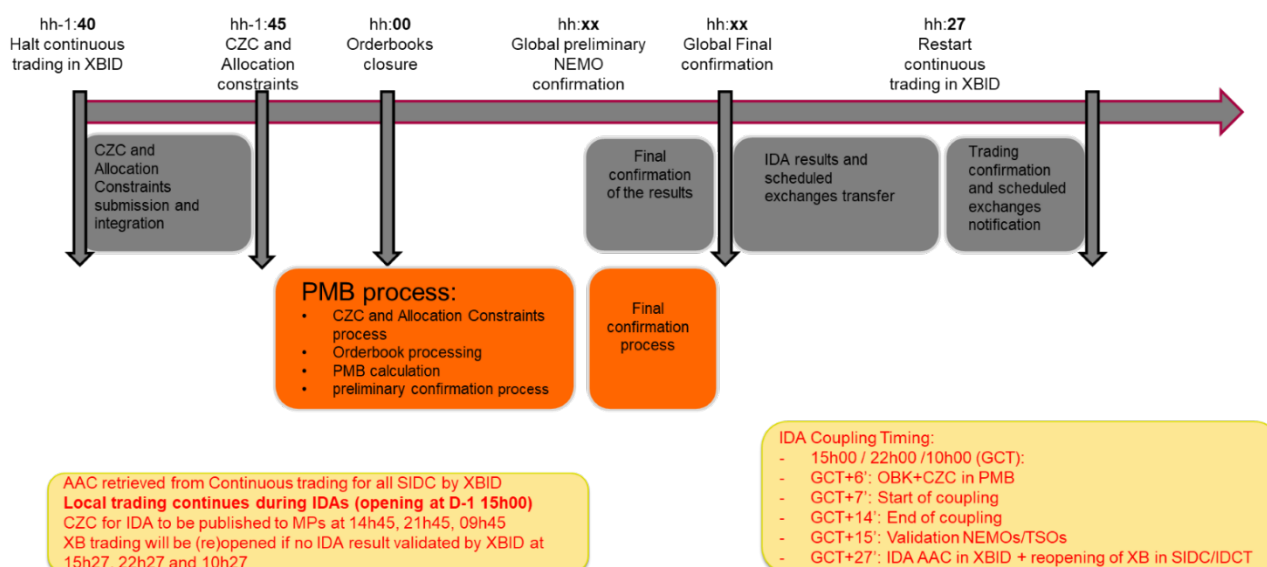 hh-1:40
Halt continuous
trading in XBID
hh-1:45
CZC and
Allocation
constraints
hh:00
Orderbooks
closure
hh:xx
Global preliminary
NEMO
confirmation
hh:xx
Global Final
confirmation
hh:27
Restart
continuous
trading in XBID
CZC and
Allocation
Constraints
submission and
integration
Final
confirmation
of the results
IDA results and
scheduled
exchanges transfer
Trading
confirmation
and scheduled
exchanges
notification
PMB process:
• CZC and Allocation Constraints
process
• Orderbook processing
• PMB calculation
• preliminary confirmation process
Final
confirmation
process
AAC retrieved from Continuous trading for all SIDC by XBID
Local trading continues during IDAs (opening at D-1 15h00)
CZC for IDA to be published to MPs at 14h45, 21h45, 09h45
XB trading will be (re)opened if no IDA result validated by XBID at
15h27, 22h27 and 10h27
IDA Coupling Timing:
- 15h00 / 22h00 /10h00 (GCT):
- GCT+6': OBK+CZC in PMB
- GCT+7': Start of coupling
- GCT+14': End of coupling
- GCT+15': Validation NEMOs/TSOs
- GCT+27': IDA AAC in XBID + reopening of XB in SIDC/IDCT